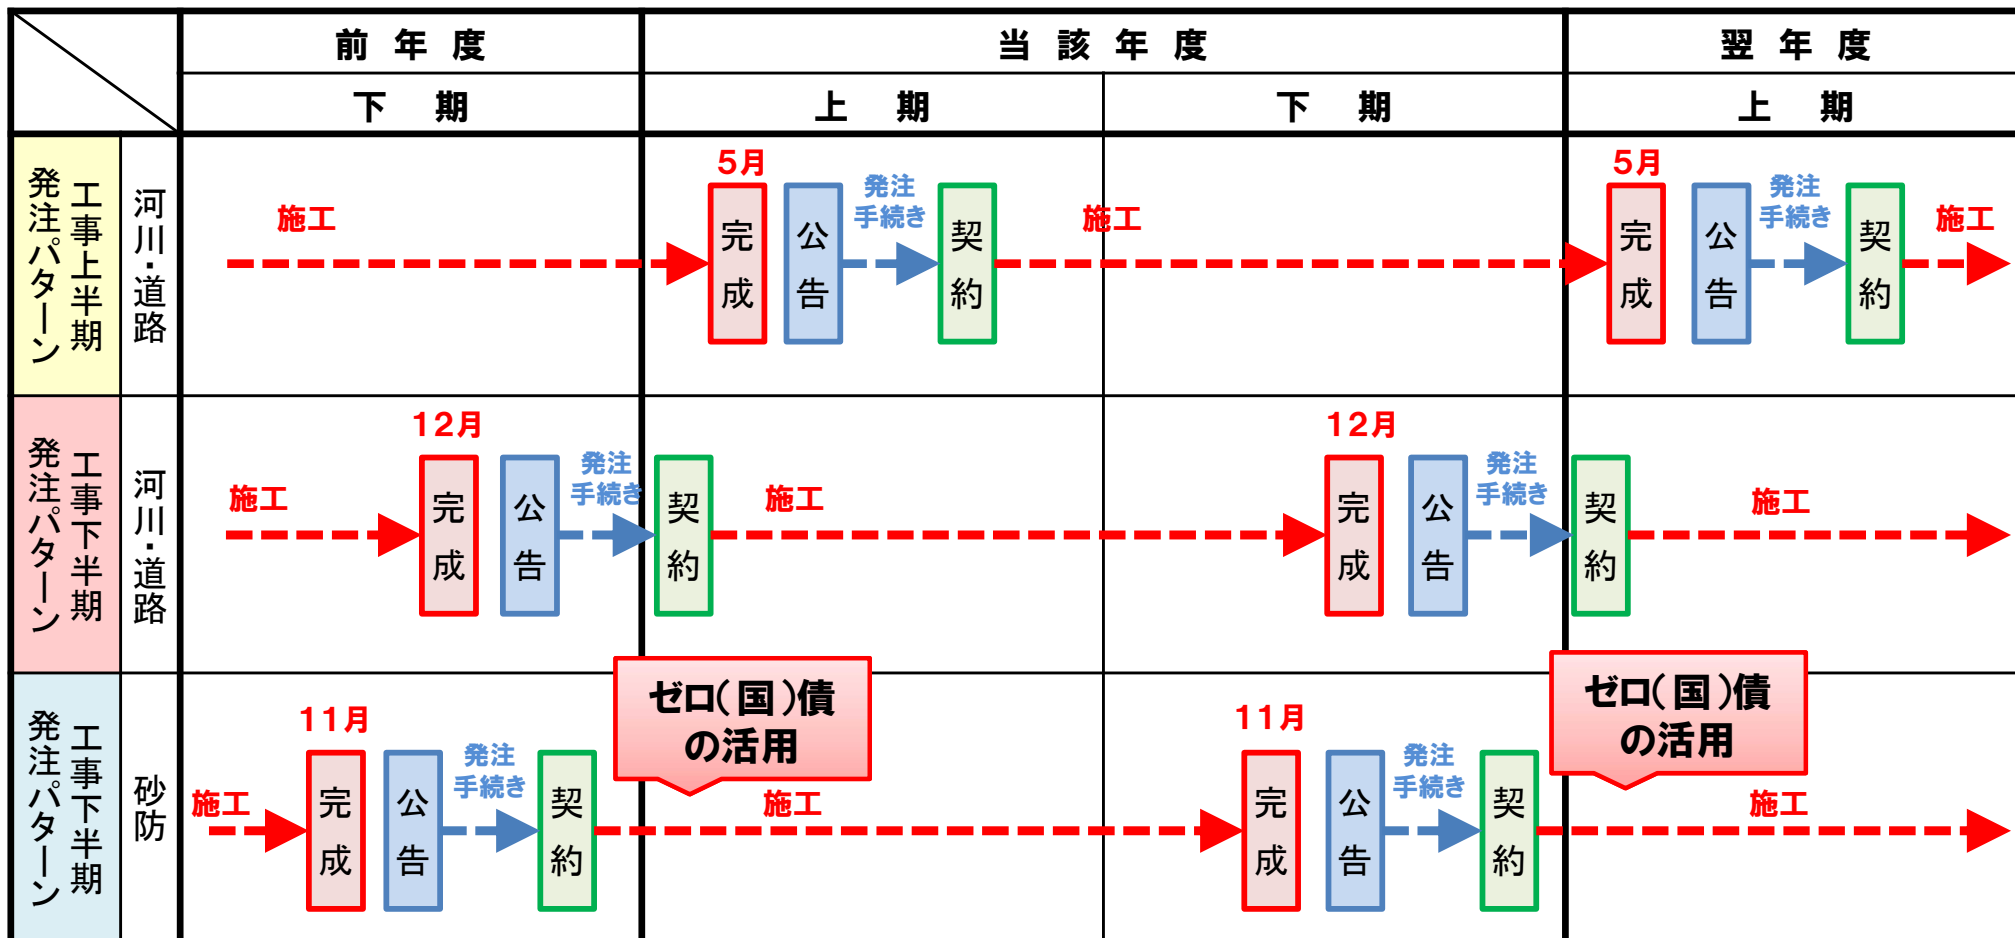 前年度
当該年度
翌年度
下期
上期
下期
上期
工事上半期
発注パターン
河川・道路
施工
5月
完成
公告
発注
手続き
契約
施工
5月
完成
公告
発注
手続き
契約
施工
工事下半期
発注パターン
河川・道路
施工
12月
完成
公告
発注
手続き
契約
施工
12月
完成
公告
発注
手続き
契約
施工
工事下半期
発注パターン
砂防
施工
11月
完成
公告
発注
手続き
契約
ゼロ(国)債
の活用
施工
11月
完成
公告
発注
手続き
契約
ゼロ(国)債
の活用
施工